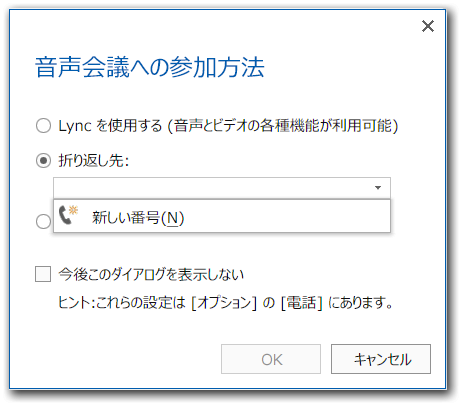 音声会議への参加方法
Lync を使用する (音声とビデオの各種機能が利用可能)
折り返し先:
新しい番号(N)
今後このダイアログを表示しない
ヒント:これらの設定は [オプション] の [電話] にあります。
OK
キャンセル